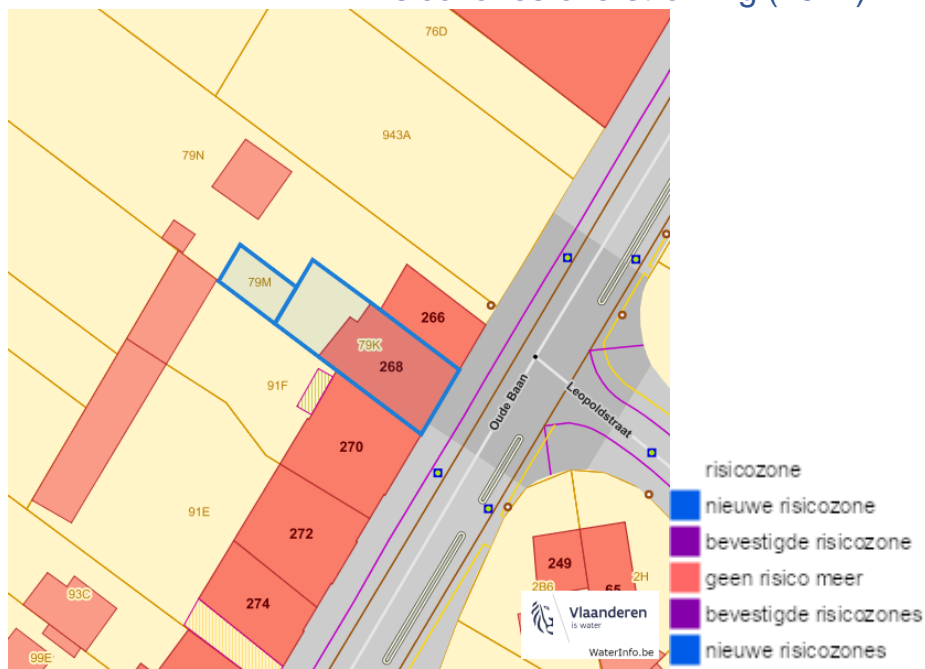 76D
943A
79N
79M
266
79K
268
91F
Oude Baan
Leopoldstraat
270
91E
272
249
2H
2B6
65
93C
274
99E
Vlaanderen
is water
WaterInfo.be
risicozone
nieuwe risicozone
bevestigde risicozone
geen risico meer
bevestigde risicozones
nieuwe risicozones